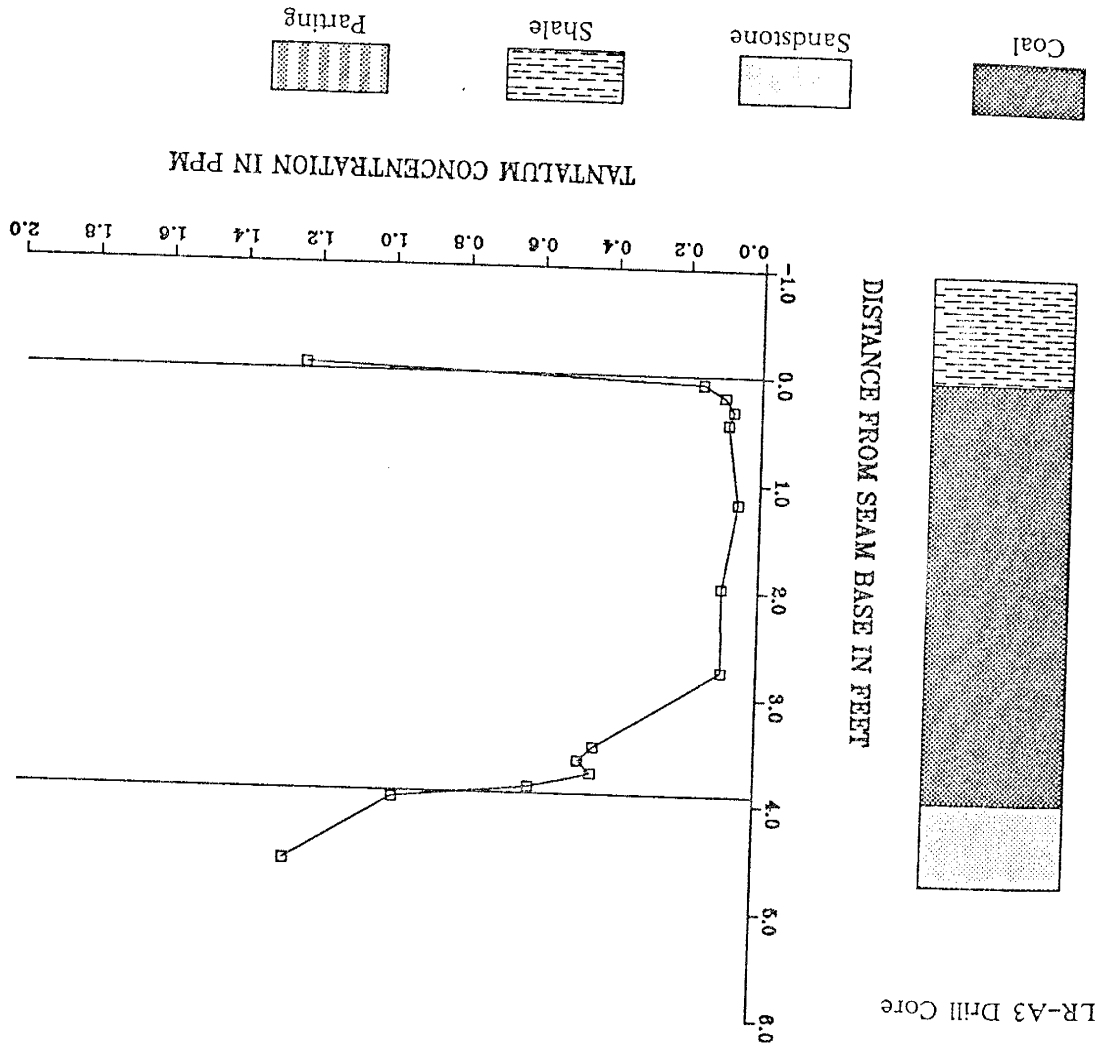 LR-A3 Drill Core
6.0
5.0
4.0
3.0
2.0
1.0
0.0
-1.0
DISTANCE FROM SEAM BASE IN FEET
0.0 0.2 0.4 0.6 0.8 1.0 1.2 1.4 1.6 1.8 2.0
TANTALUM CONCENTRATION IN PPM
Coal Sandstone Shale Parting